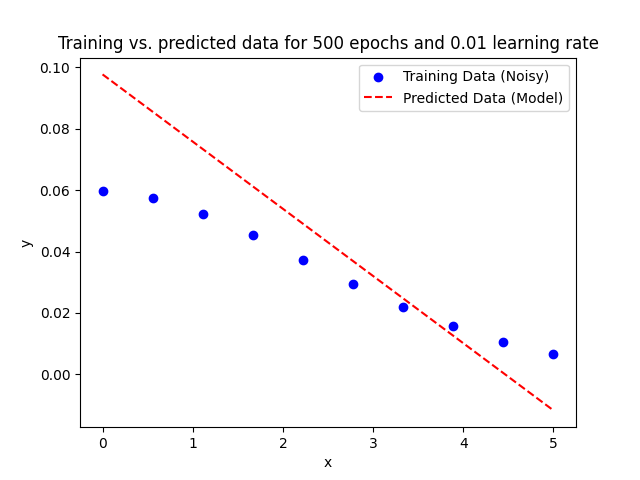 Training vs. predicted data for 500 epochs and 0.01 learning rate
Training Data (Noisy)
Predicted Data (Model)
0.10
0.08
0.06
0.04
0.02
0.00
y
0 1 2 3 4 5
x